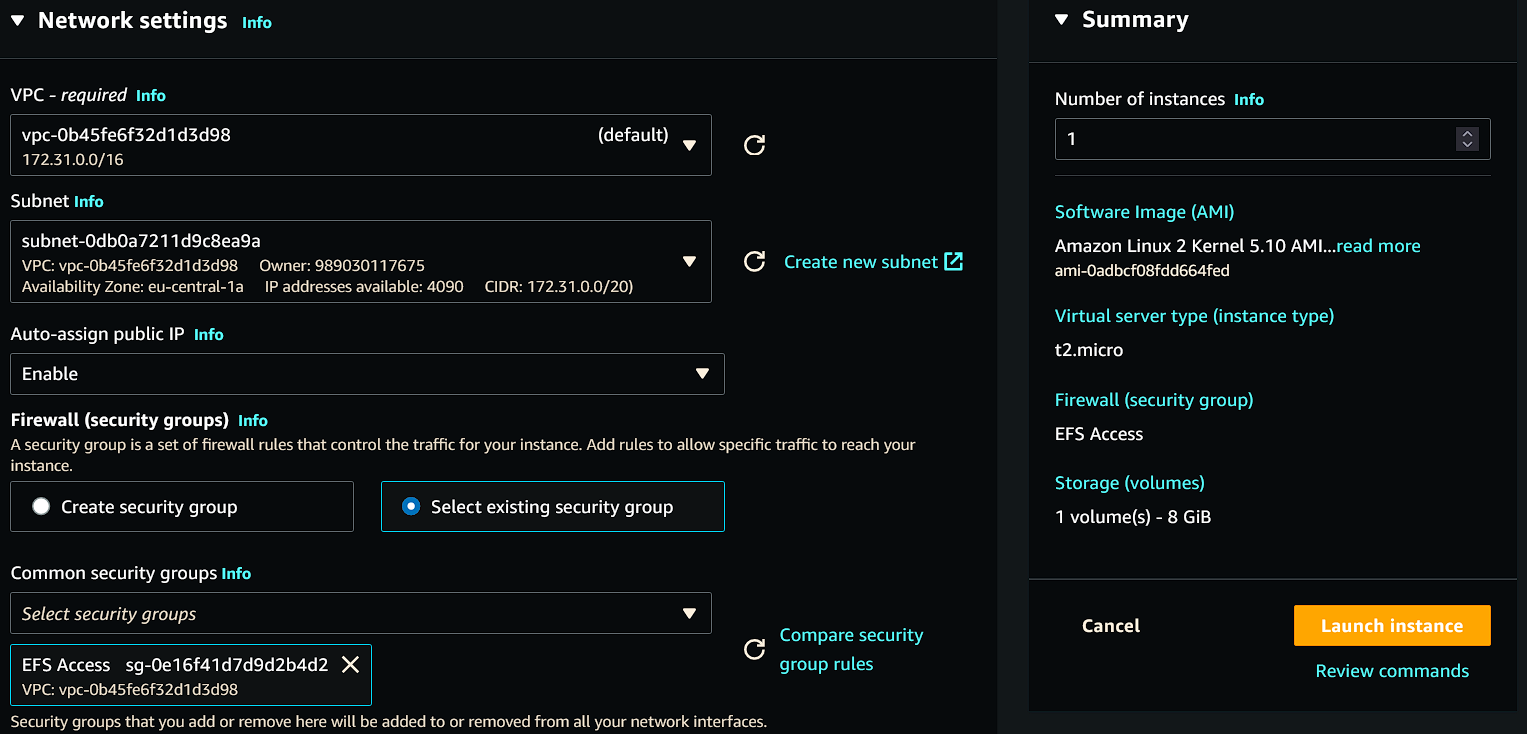 Network settings Info
VPC - required Info
vpc-0b45fe6f32d1d3d98 (default)
172.31.0.0/16
Subnet Info
subnet-0db0a7211d9c8ea9a
VPC: vpc-0b45fe6f32d1d3d98 Owner: 989030117675
Availability Zone: eu-central-1a IP addresses available: 4090 CIDR: 172.31.0.0/20)
Create new subnet
Auto-assign public IP Info
Enable
Firewall (security groups) Info
A security group is a set of firewall rules that control the traffic for your instance. Add rules to allow specific traffic to reach your
instance.
Create security group
Select existing security group
Common security groups Info
Select security groups
EFS Access sg-0e16f41d7d9d2b4d2
VPC: vpc-0b45fe6f32d1d3d98
Compare security
group rules
Security groups that you add or remove here will be added to or removed from all your network interfaces.
Summary
Number of instances Info
1
Software Image (AMI)
Amazon Linux 2 Kernel 5.10 AMI...read more
ami-0adbcf08fdd664fed
Virtual server type (instance type)
t2.micro
Firewall (security group)
EFS Access
Storage (volumes)
1 volume(s) - 8 GiB
Cancel
Launch instance
Review commands